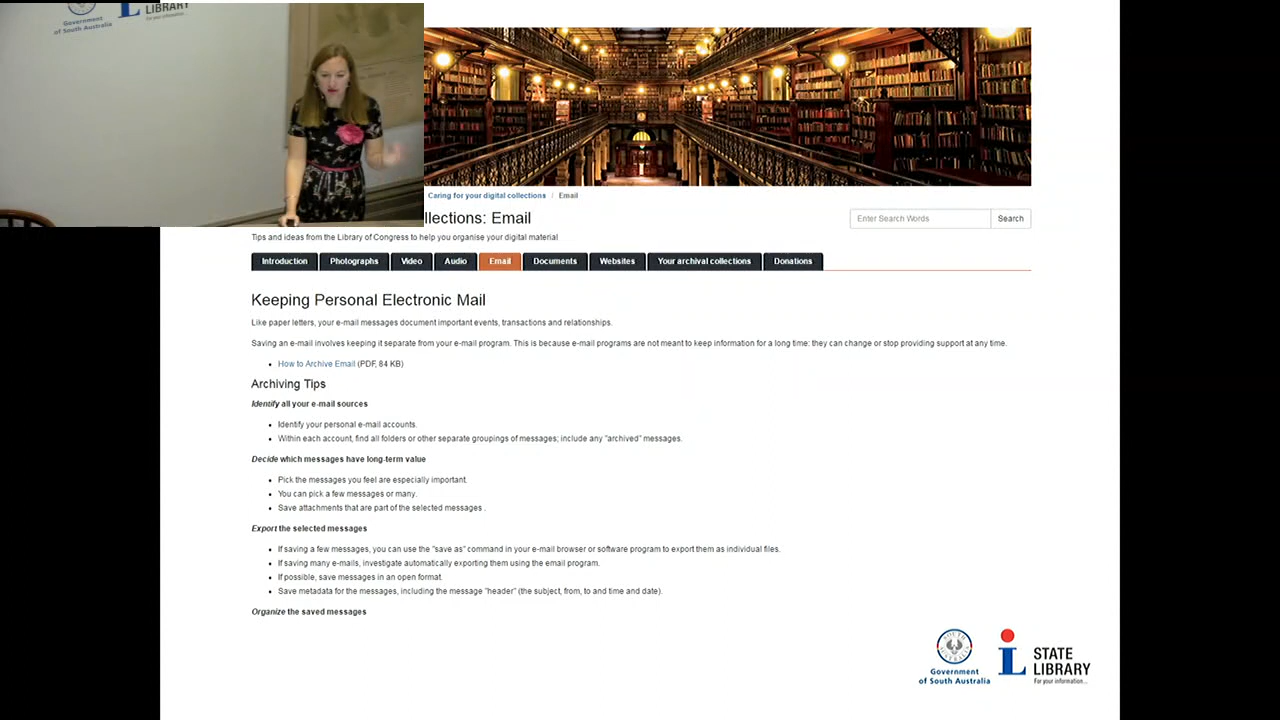 Government
of South Australia
LIBRARY
For your information...
Caring for your digital collections / Email
llections: Email
Enter Search Words
Search
Tips and ideas from the Library of Congress to help you organise your digital material
Introduction
Photographs
Video
Audio
Email
Documents
Websites
Your archival collections
Donations
Keeping Personal Electronic Mail
Like paper letters, your e-mail messages document important events, transactions and relationships.
Saving an e-mail involves keeping it separate from your e-mail program. This is because e-mail programs are not meant to keep information for a long time: they can change or stop providing support at any time.
• How to Archive Email (PDF, 84 KB)
Archiving Tips
Identify all your e-mail sources
• Identify your personal e-mail accounts.
• Within each account, find all folders or other separate groupings of messages; include any "archived" messages.
Decide which messages have long-term value
• Pick the messages you feel are especially important.
• You can pick a few messages or many.
• Save attachments that are part of the selected messages .
Export the selected messages
• If saving a few messages, you can use the "save as" command in your e-mail browser or software program to export them as individual files.
• If saving many e-mails, investigate automatically exporting them using the email program.
• If possible, save messages in an open format.
• Save metadata for the messages, including the message "header" (the subject, from, to and time and date).
Organize the saved messages
SOUTH
AUSTRALIA
Government
of South Australia
STATE
LIBRARY
For your information...